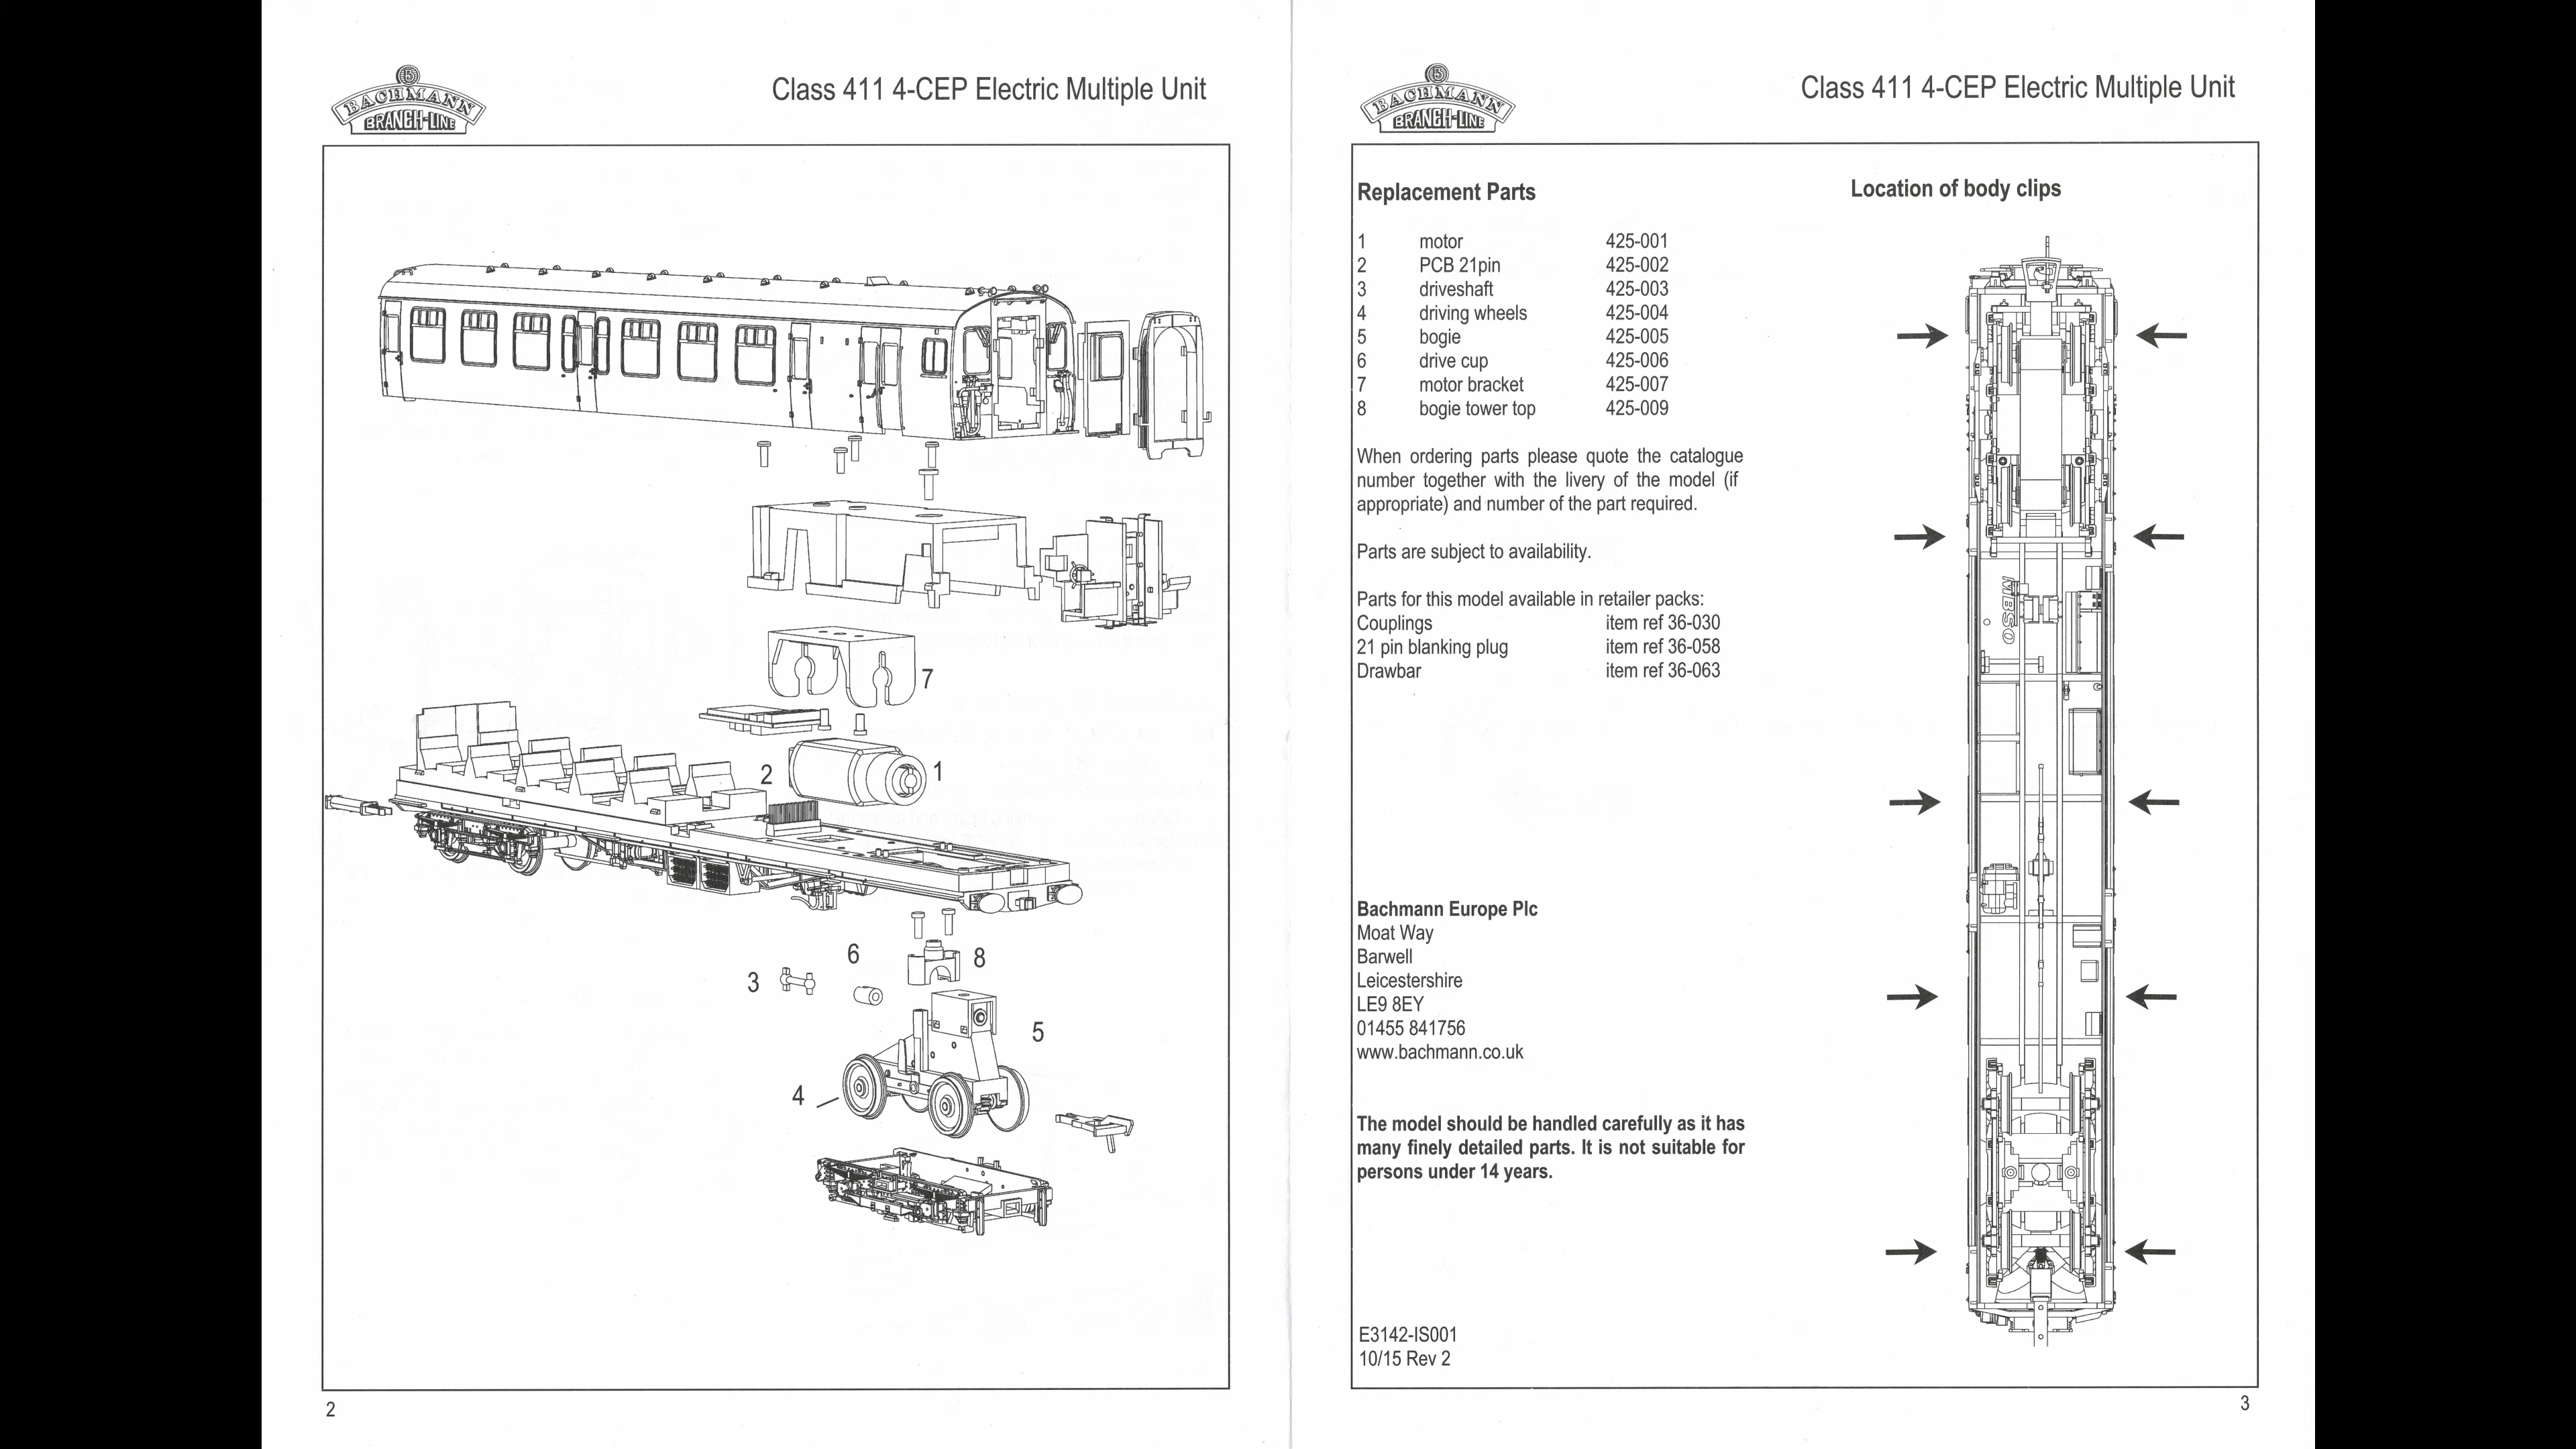 BACHMANN
BRANCH-LINE
Class 411 4-CEP Electric Multiple Unit
7
2
1
6
8
3
5
4
2
BACHMANN
BRANCH-LINE
Class 411 4-CEP Electric Multiple Unit
Replacement Parts
1 motor 425-001
2 PCB 21pin 425-002
3 driveshaft 425-003
4 driving wheels 425-004
5 bogie 425-005
6 drive cup 425-006
7 motor bracket 425-007
8 bogie tower top 425-009
When ordering parts please quote the catalogue
number together with the livery of the model (if
appropriate) and number of the part required.
Parts are subject to availability.
Parts for this model available in retailer packs:
Couplings item ref 36-030
21 pin blanking plug item ref 36-058
Drawbar item ref 36-063
Bachmann Europe Plc
Moat Way
Barwell
Leicestershire
LE9 8EY
01455 841756
www.bachmann.co.uk
The model should be handled carefully as it has
many finely detailed parts. It is not suitable for
persons under 14 years.
E3142-IS001
10/15 Rev 2
Location of body clips
MBSO
3